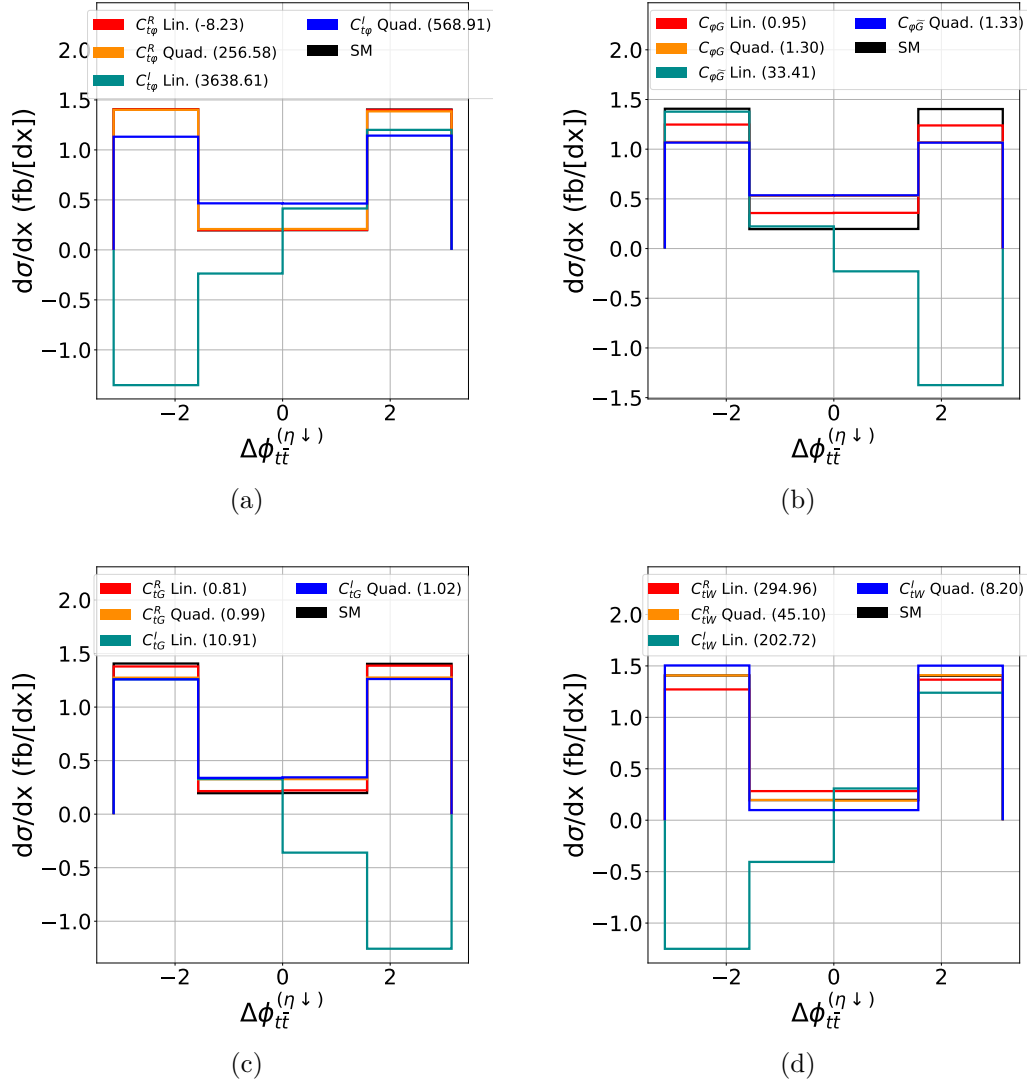 C^R_{tφ} Lin. (-8.23)
C^R_{tφ} Quad. (256.58)
C^I_{tφ} Lin. (3638.61)
C^I_{tφ} Quad. (568.91)
SM
dσ/dx (fb/[dx])
2.0
1.5
1.0
0.5
0.0
−0.5
−1.0
−2 0 2
Δϕ_{tt̄}^{(η↓)}
(a)
C_{φG} Lin. (0.95)
C_{φG} Quad. (1.30)
C_{φG̃} Lin. (33.41)
C_{φG̃} Quad. (1.33)
SM
dσ/dx (fb/[dx])
2.0
1.5
1.0
0.5
0.0
−0.5
−1.0
−1.5
−2 0 2
Δϕ_{tt̄}^{(η↓)}
(b)
C^R_{tG} Lin. (0.81)
C^R_{tG} Quad. (0.99)
C^I_{tG} Lin. (10.91)
C^I_{tG} Quad. (1.02)
SM
dσ/dx (fb/[dx])
2.0
1.5
1.0
0.5
0.0
−0.5
−1.0
−2 0 2
Δϕ_{tt̄}^{(η↓)}
(c)
C^R_{tW} Lin. (294.96)
C^R_{tW} Quad. (45.10)
C^I_{tW} Lin. (202.72)
C^I_{tW} Quad. (8.20)
SM
dσ/dx (fb/[dx])
2.0
1.5
1.0
0.5
0.0
−0.5
−1.0
−2 0 2
Δϕ_{tt̄}^{(η↓)}
(d)